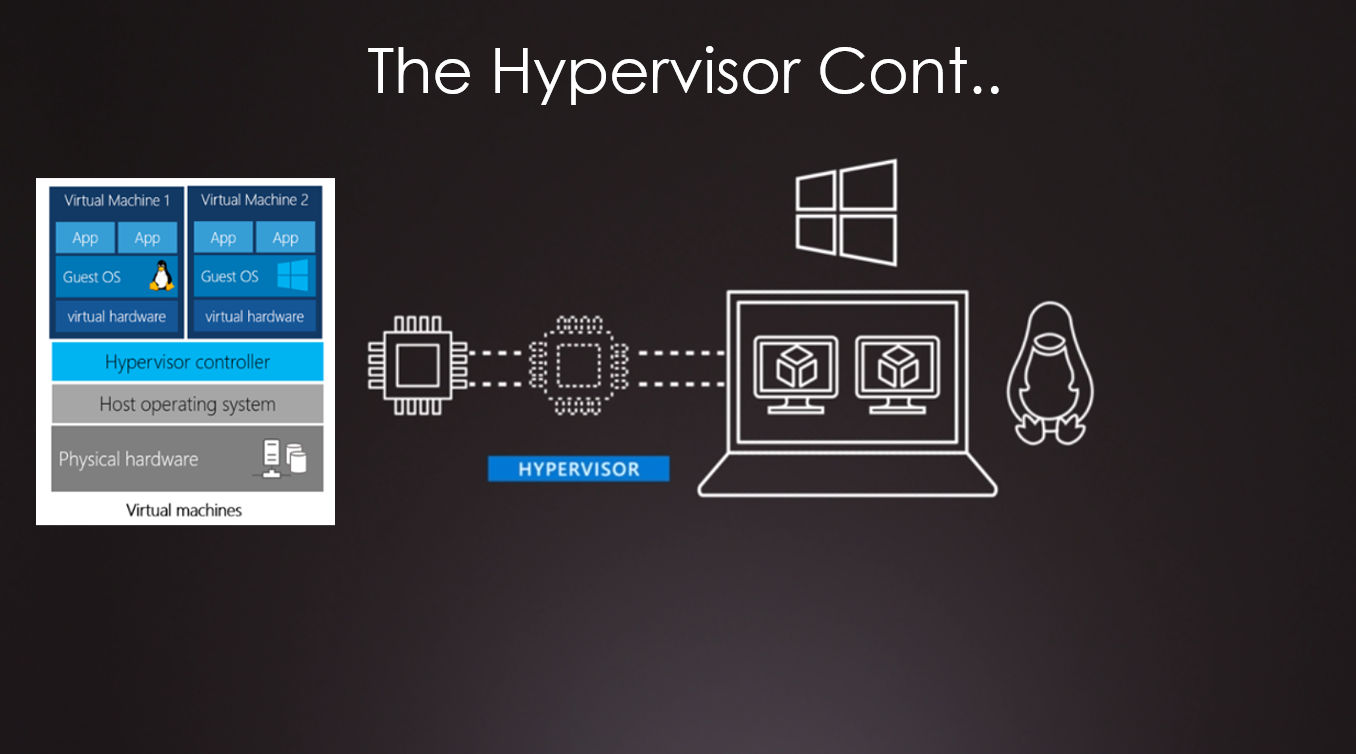 The Hypervisor Cont..
Virtual Machine 1
Virtual Machine 2
App
App
App
App
Guest OS
Guest OS
virtual hardware
virtual hardware
Hypervisor controller
Host operating system
Physical hardware
Virtual machines
HYPERVISOR